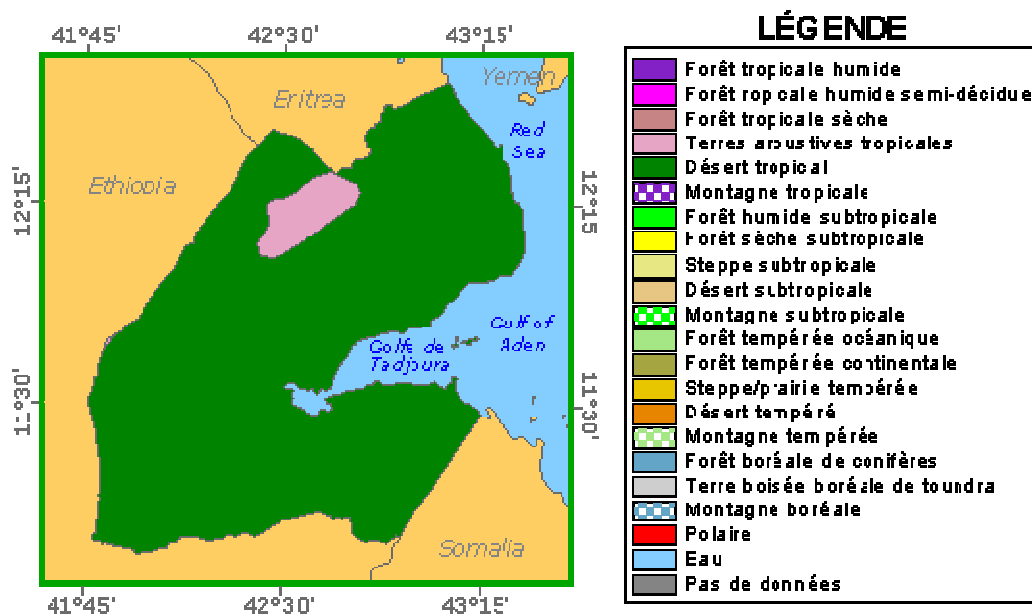 LÉGENDE
41°45' 42°30' 43°15'
Yemen
Eritrea
Red
Sea
Ethiopia
12°15'
12°15
Gulf of
Aden
Golfe de
Tadjoura
11°30'
11°30'
Somalia
41°45' 42°30' 43°15'
Forêt tropicale humide
Forêt ropicale humide semi-décidue
Forêt tropicale sèche
Terres arbustives tropicales
Désert tropical
Montagne tropicale
Forêt humide subtropicale
Forêt sèche subtropicale
Steppe subtropicale
Désert subtropicale
Montagne subtropicale
Forêt tempérée océanique
Forêt tempérée continentale
Steppe/prairie tempérée
Désert tempéré
Montagne tempérée
Forêt boréale de conifères
Terre boisée boréale de toundra
Montagne boréale
Polaire
Eau
Pas de données